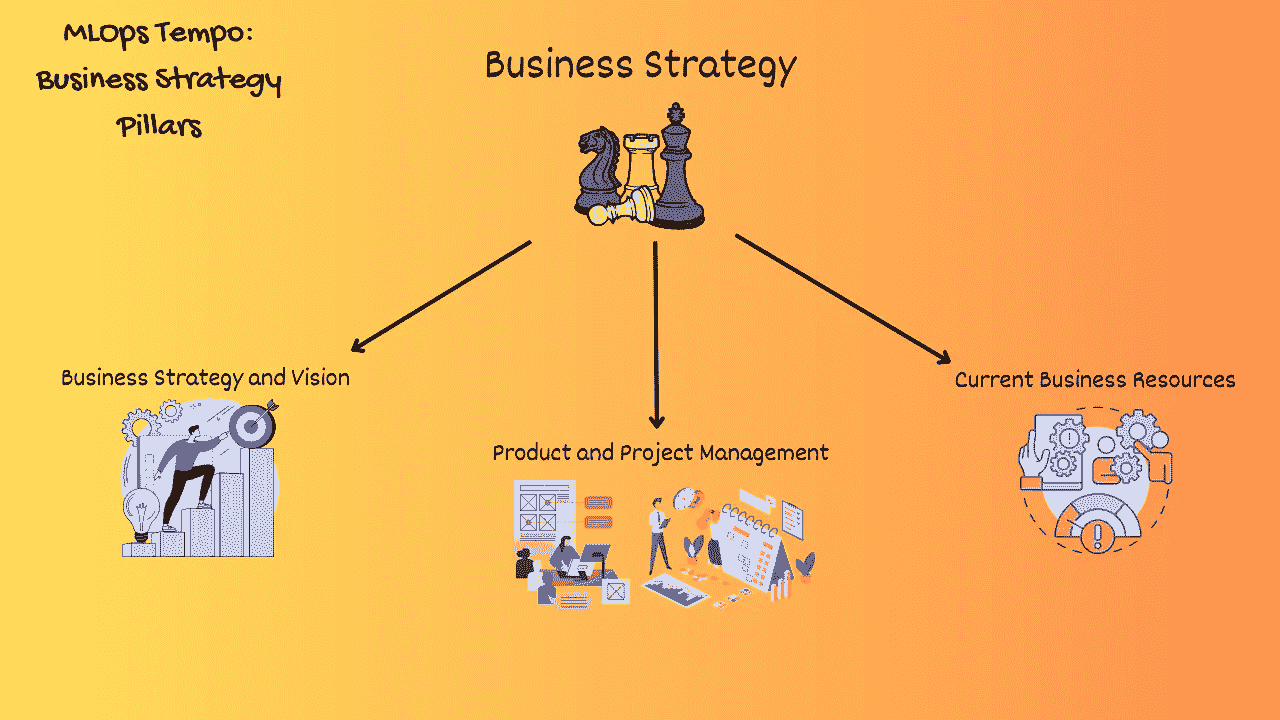 MLOps Tempo:
Business Strategy
Pillars
Business Strategy
Business Strategy and Vision
Current Business Resources
Product and Project Management